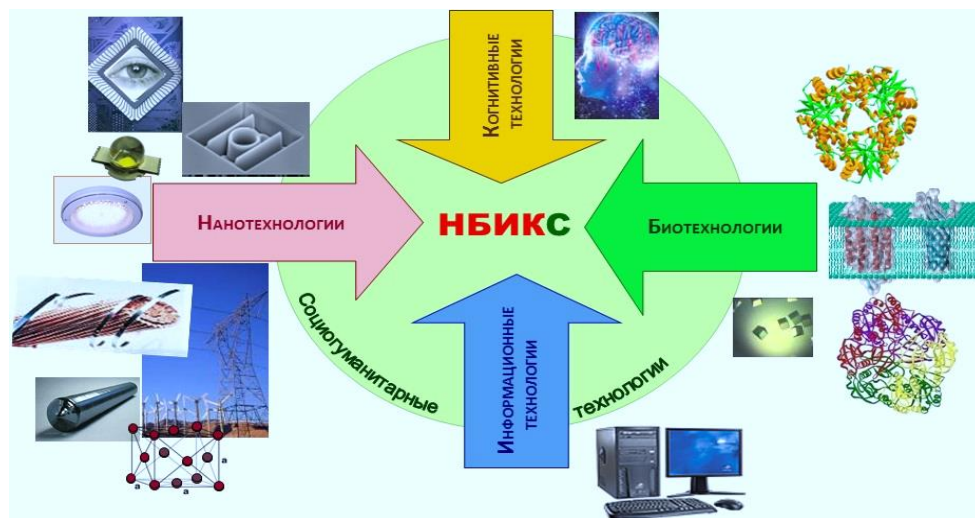 Когнитивные
технологии
Нанотехнологии
НБИКС
Биотехнологии
Социогуманитарные
технологии
Информационные
технологии
a
a
a